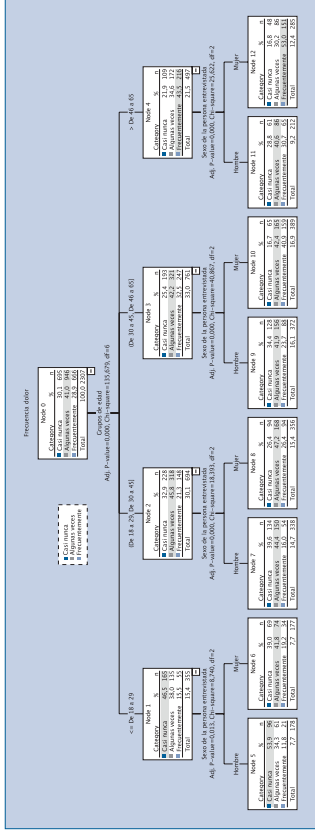 Frecuencia dolor
Node 0
Category % n
Casi nunca 30,1 695
Algunas veces 41,0 946
Frecuentemente 28,9 666
Total 100,0 2307
Casi nunca
Algunas veces
Frecuentemente
Grupos de edad
Adj. P-value=0,000, Chi-square=135,679, df=6
<= De 18 a 29
(De 18 a 29, De 30 a 45]
(De 30 a 45, De 46 a 65]
> De 46 a 65
Node 1
Category % n
Casi nunca 46,5 165
Algunas veces 38,0 135
Frecuentemente 15,5 55
Total 15,4 355
Node 2
Category % n
Casi nunca 32,9 228
Algunas veces 45,8 318
Frecuentemente 21,3 148
Total 30,1 694
Node 3
Category % n
Casi nunca 25,4 193
Algunas veces 42,2 321
Frecuentemente 32,5 247
Total 33,0 761
Node 4
Category % n
Casi nunca 21,9 109
Algunas veces 34,6 172
Frecuentemente 43,5 216
Total 21,5 497
Sexo de la persona entrevistada
Adj. P-value=0,013, Chi-square=8,740, df=2
Sexo de la persona entrevistada
Adj. P-value=0,000, Chi-square=18,393, df=2
Sexo de la persona entrevistada
Adj. P-value=0,000, Chi-square=40,867, df=2
Sexo de la persona entrevistada
Adj. P-value=0,000, Chi-square=25,622, df=2
Hombre
Mujer
Hombre
Mujer
Hombre
Mujer
Hombre
Mujer
Node 5
Category % n
Casi nunca 53,9 96
Algunas veces 34,3 61
Frecuentemente 11,8 21
Total 7,7 178
Node 6
Category % n
Casi nunca 39,0 69
Algunas veces 41,8 74
Frecuentemente 19,2 34
Total 7,7 177
Node 7
Category % n
Casi nunca 39,6 134
Algunas veces 44,4 150
Frecuentemente 16,0 54
Total 14,7 338
Node 8
Category % n
Casi nunca 26,4 94
Algunas veces 47,2 168
Frecuentemente 26,4 94
Total 15,4 356
Node 9
Category % n
Casi nunca 34,4 128
Algunas veces 41,9 156
Frecuentemente 23,7 88
Total 16,1 372
Node 10
Category % n
Casi nunca 16,7 65
Algunas veces 42,4 165
Frecuentemente 40,9 159
Total 16,9 389
Node 11
Category % n
Casi nunca 28,8 61
Algunas veces 40,6 86
Frecuentemente 30,7 65
Total 9,2 212
Node 12
Category % n
Casi nunca 16,8 48
Algunas veces 30,2 86
Frecuentemente 53,0 151
Total 12,4 285